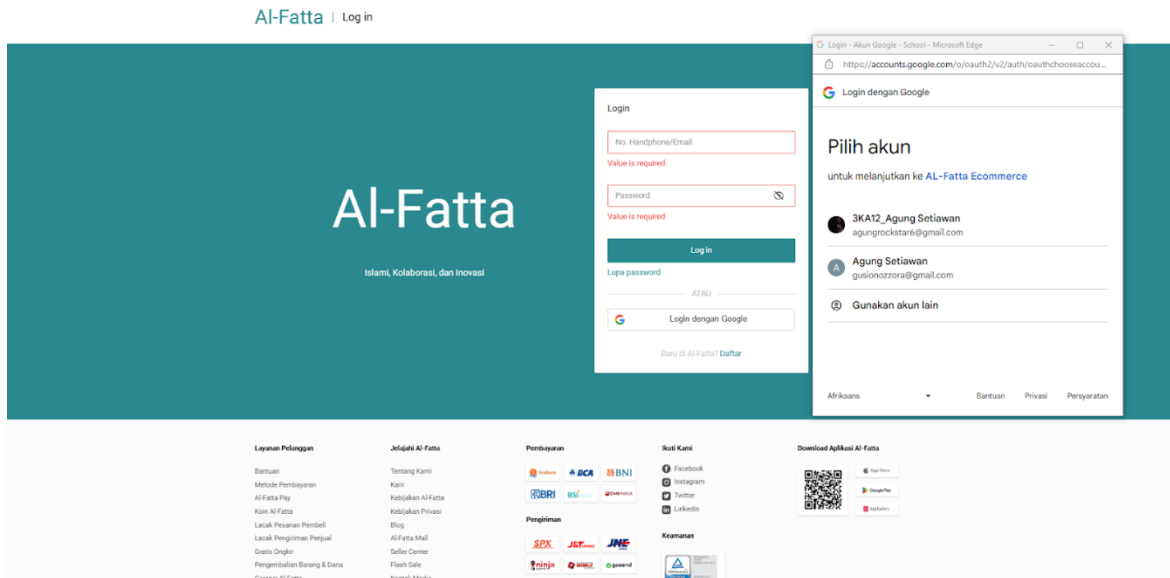 Al-Fatta | Log in
Al-Fatta
Islami, Kolaborasi, dan Inovasi
Login
No. Handphone/Email
Value is required
Password
Value is required
Log in
Lupa password
ATAU
Login dengan Google
Baru di Al-Fatta? Daftar
Login - Akun Google - School - Microsoft Edge
https://accounts.google.com/o/oauth2/v2/auth/oauthchooseaccou...
Login dengan Google
Pilih akun
untuk melanjutkan ke AL-Fatta Ecommerce
3KA12_Agung Setiawan
agungrockstar6@gmail.com
A
Agung Setiawan
gusionozzora@gmail.com
Gunakan akun lain
Afrikaans
Bantuan
Privasi
Persyaratan
Layanan Pelanggan
Bantuan
Metode Pembayaran
Al-Fatta Pay
Koin Al-Fatta
Lacak Pesanan Pembeli
Lacak Pengiriman Penjual
Gratis Ongkir
Pengembalian Barang & Dana
Jelajahi Al-Fatta
Tentang Kami
Karir
Kebijakan Al-Fatta
Kebijakan Privasi
Blog
Al-Fatta Mall
Seller Center
Flash Sale
Kontak Media
Pembayaran
BCA
BNI
BRI
BSI
Pengiriman
SPX
J&T
JNE
ninja
gosend
Ikuti Kami
Facebook
Instagram
Twitter
Linkedin
Keamanan
Download Aplikasi Al-Fatta
App Store
Google Play
AppGallery